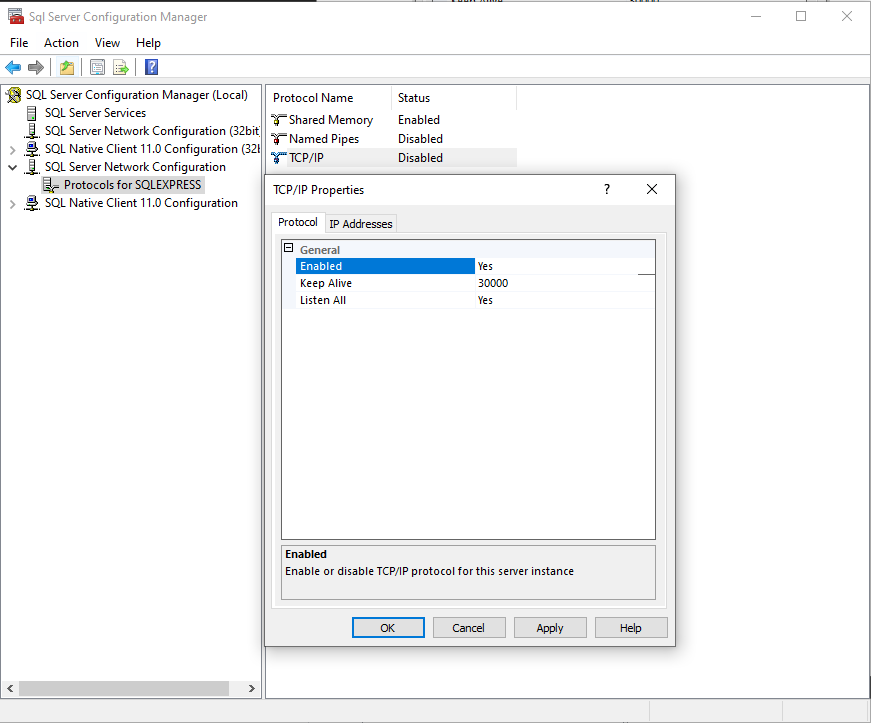 Sql Server Configuration Manager
File Action View Help
SQL Server Configuration Manager (Local)
SQL Server Services
SQL Server Network Configuration (32bit
SQL Native Client 11.0 Configuration (32
SQL Server Network Configuration
Protocols for SQLEXPRESS
SQL Native Client 11.0 Configuration
Protocol Name Status
Shared Memory Enabled
Named Pipes Disabled
TCP/IP Disabled
TCP/IP Properties
Protocol IP Addresses
General
Enabled Yes
Keep Alive 30000
Listen All Yes
Enabled
Enable or disable TCP/IP protocol for this server instance
OK Cancel Apply Help